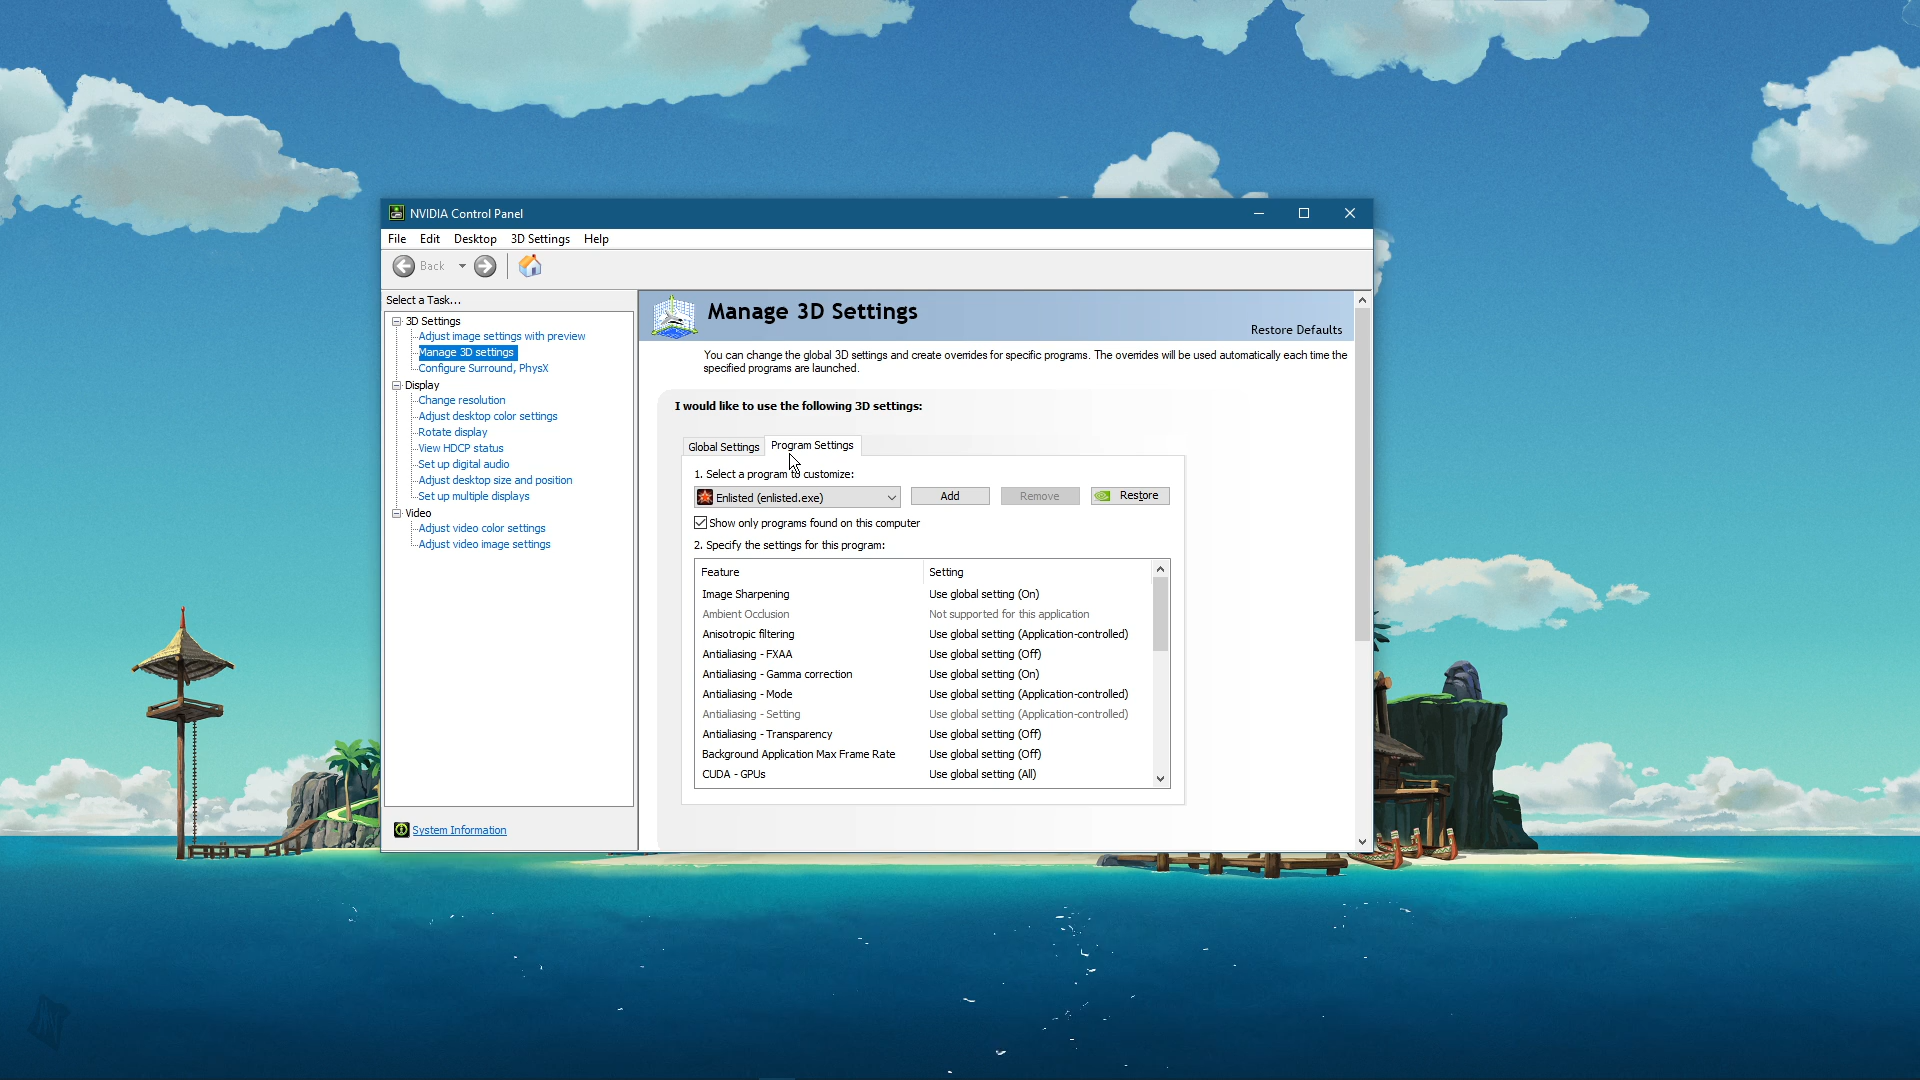 NVIDIA Control Panel
File Edit Desktop 3D Settings Help
Back
Select a Task...
3D Settings
Adjust image settings with preview
Manage 3D settings
Configure Surround, PhysX
Display
Change resolution
Adjust desktop color settings
Rotate display
View HDCP status
Set up digital audio
Adjust desktop size and position
Set up multiple displays
Video
Adjust video color settings
Adjust video image settings
System Information
Manage 3D Settings
Restore Defaults
You can change the global 3D settings and create overrides for specific programs. The overrides will be used automatically each time the
specified programs are launched.
I would like to use the following 3D settings:
Global Settings Program Settings
1. Select a program to customize:
Enlisted (enlisted.exe) Add Remove Restore
Show only programs found on this computer
2. Specify the settings for this program:
Feature Setting
Image Sharpening Use global setting (On)
Ambient Occlusion Not supported for this application
Anisotropic filtering Use global setting (Application-controlled)
Antialiasing - FXAA Use global setting (Off)
Antialiasing - Gamma correction Use global setting (On)
Antialiasing - Mode Use global setting (Application-controlled)
Antialiasing - Setting Use global setting (Application-controlled)
Antialiasing - Transparency Use global setting (Off)
Background Application Max Frame Rate Use global setting (Off)
CUDA - GPUs Use global setting (All)